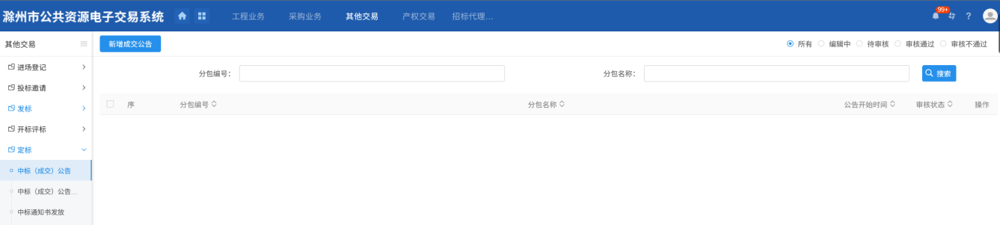 滁州市公共资源电子交易系统 工程业务 采购业务 其他交易 产权交易 招标代理... 99+ ?
其他交易 新增成交公告 所有 编辑中 待审核 审核通过 审核不通过
进场登记
分包编号: 分包名称: 搜索
投标邀请
序 分包编号 分包名称 公告开始时间 审核状态 操作
发标
开标评标
定标
中标（成交）公告
中标（成交）公告...
中标通知书发放